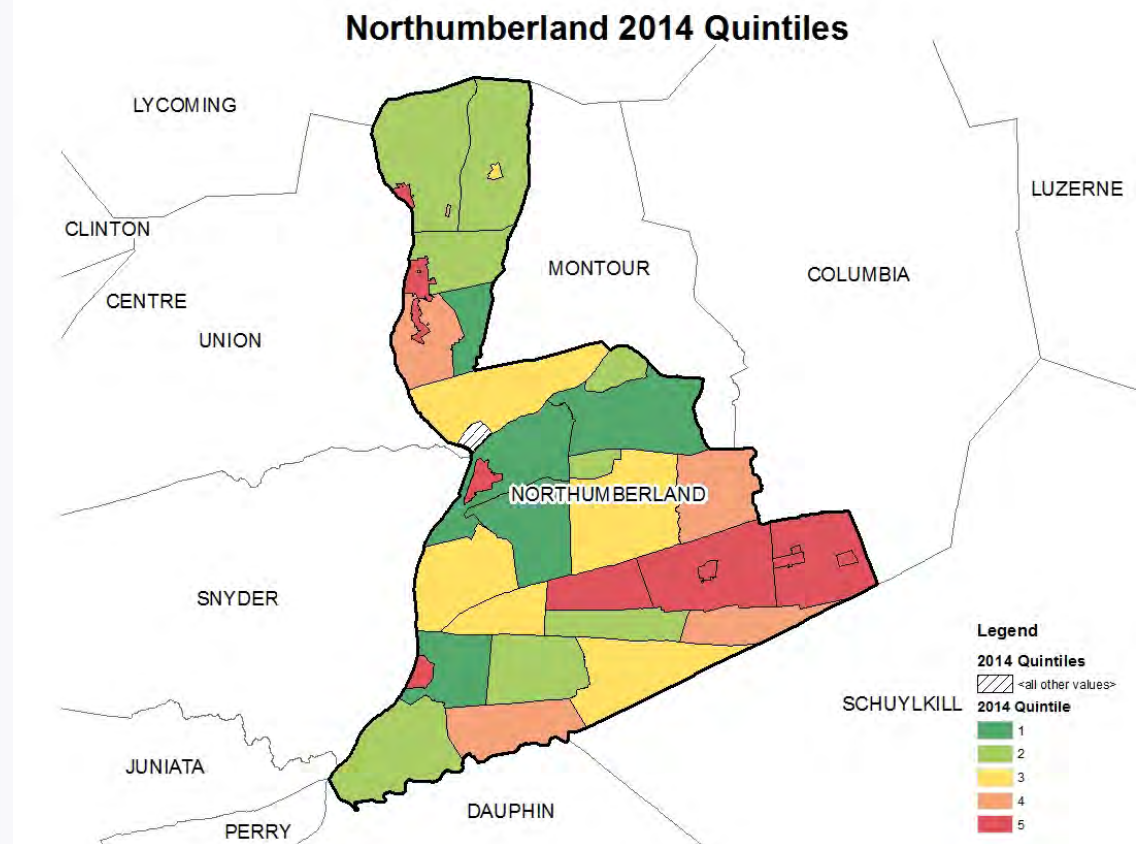 Northumberland 2014 Quintiles
LYCOMING
LUZERNE
CLINTON
MONTOUR
COLUMBIA
CENTRE
UNION
NORTHUMBERLAND
SNYDER
Legend
2014 Quintiles
<all other values>
2014 Quintile
SCHUYLKILL
1
2
JUNIATA
3
4
DAUPHIN
5
PERRY